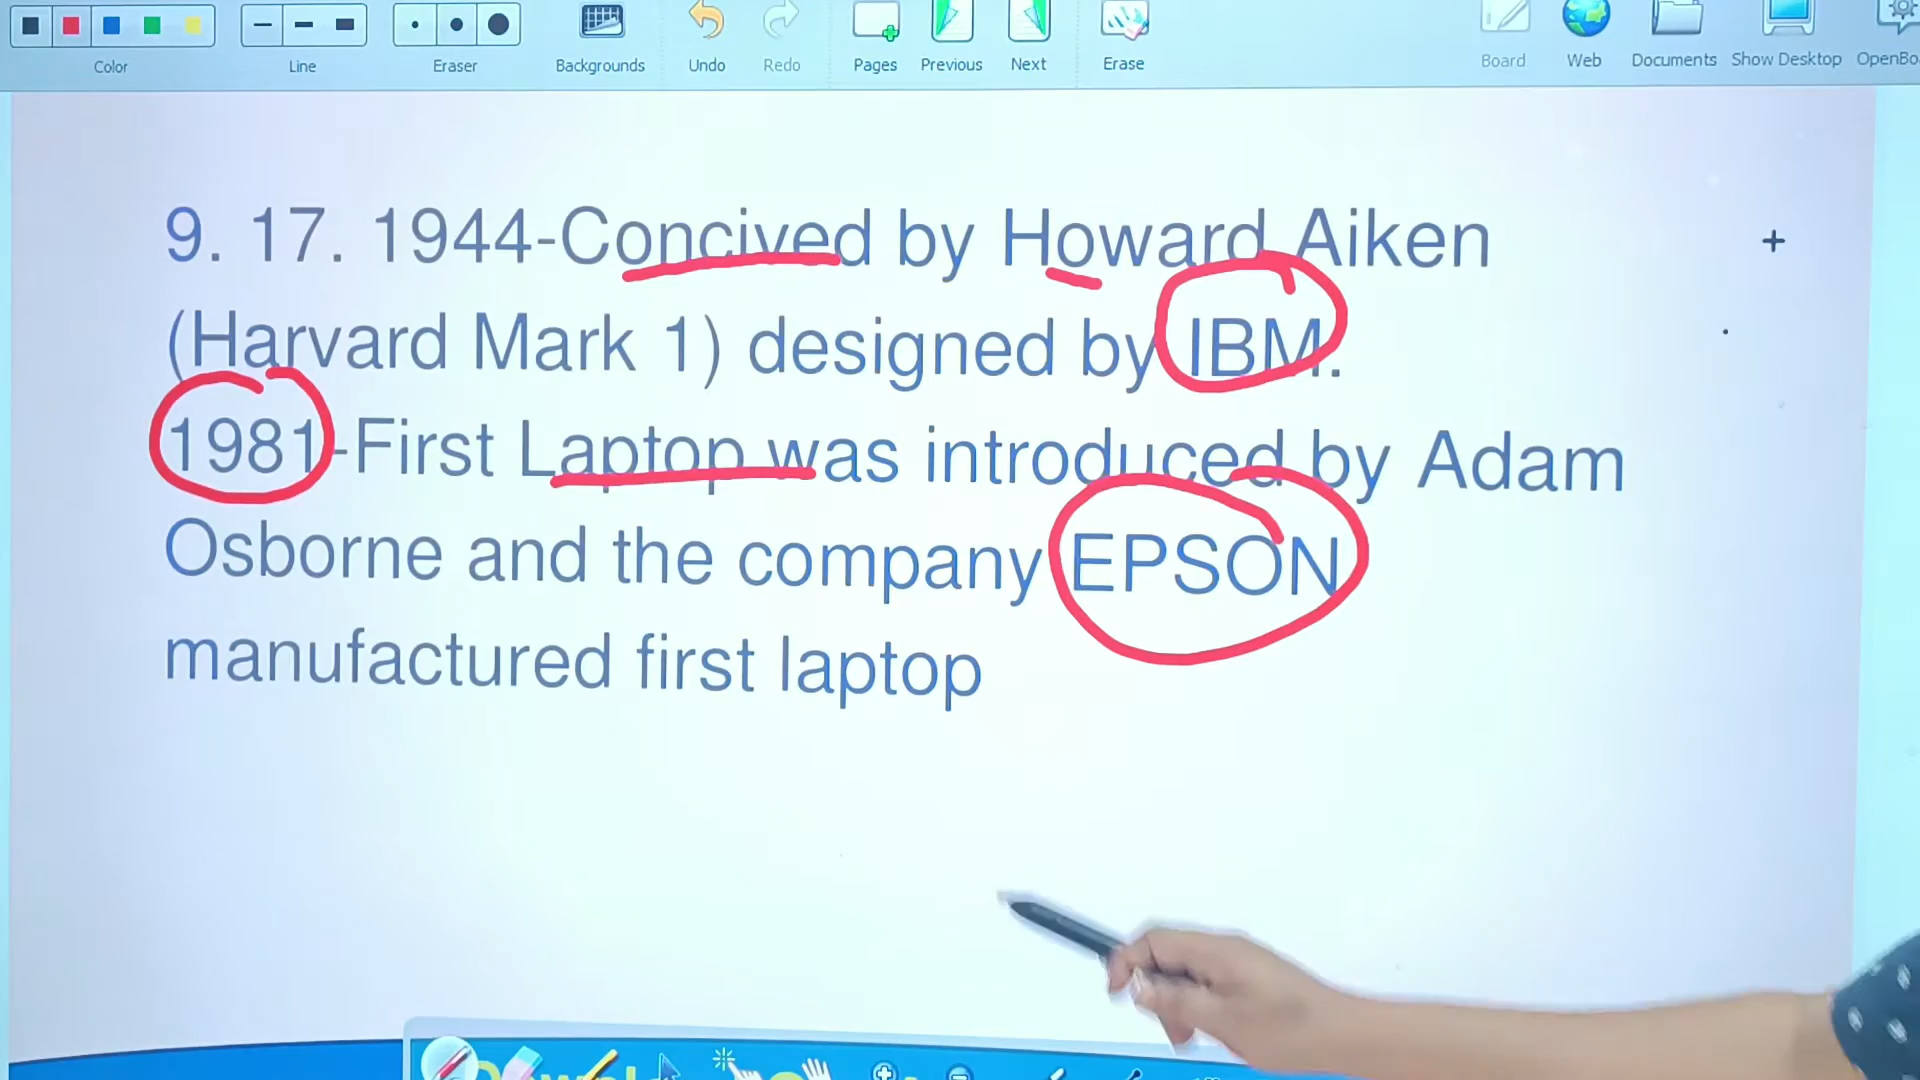 Color Line Eraser Backgrounds Undo Redo Pages Previous Next Erase Board Web Documents Show Desktop
9. 17. 1944-Concived by Howard Aiken
(Harvard Mark 1) designed by IBM.
1981-First Laptop was introduced by Adam
Osborne and the company EPSON
manufactured first laptop